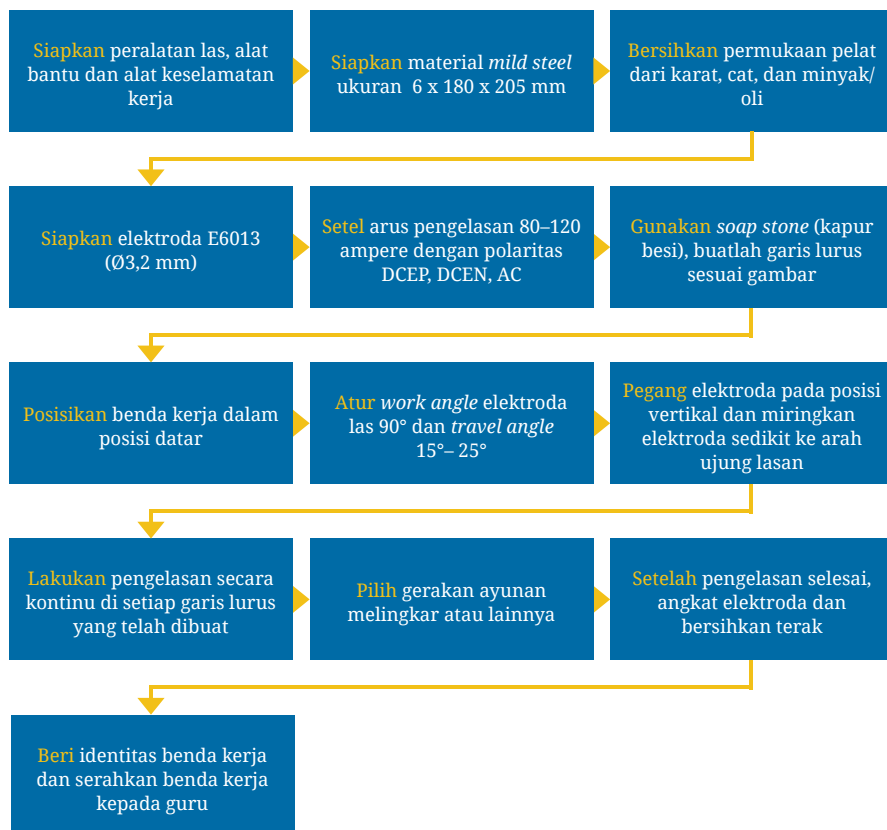 Siapkan peralatan las, alat
bantu dan alat keselamatan
kerja
Siapkan material mild steel
ukuran 6 x 180 x 205 mm
Bersihkan permukaan pelat
dari karat, cat, dan minyak/
oli
Siapkan elektroda E6013
(Ø3,2 mm)
Setel arus pengelasan 80–120
ampere dengan polaritas
DCEP, DCEN, AC
Gunakan soap stone (kapur
besi), buatlah garis lurus
sesuai gambar
Posisikan benda kerja dalam
posisi datar
Atur work angle elektroda
las 90° dan travel angle
15°– 25°
Pegang elektroda pada posisi
vertikal dan miringkan
elektroda sedikit ke arah
ujung lasan
Lakukan pengelasan secara
kontinu di setiap garis lurus
yang telah dibuat
Pilih gerakan ayunan
melingkar atau lainnya
Setelah pengelasan selesai,
angkat elektroda dan
bersihkan terak
Beri identitas benda kerja
dan serahkan benda kerja
kepada guru